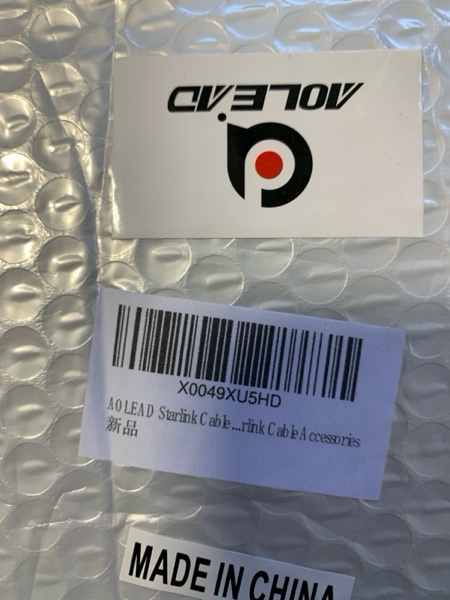 AOLEAD
X0049XU5HD
AOLEAD Starlink Cable...rlink Cable Accessories
新品
MADE IN CHINA